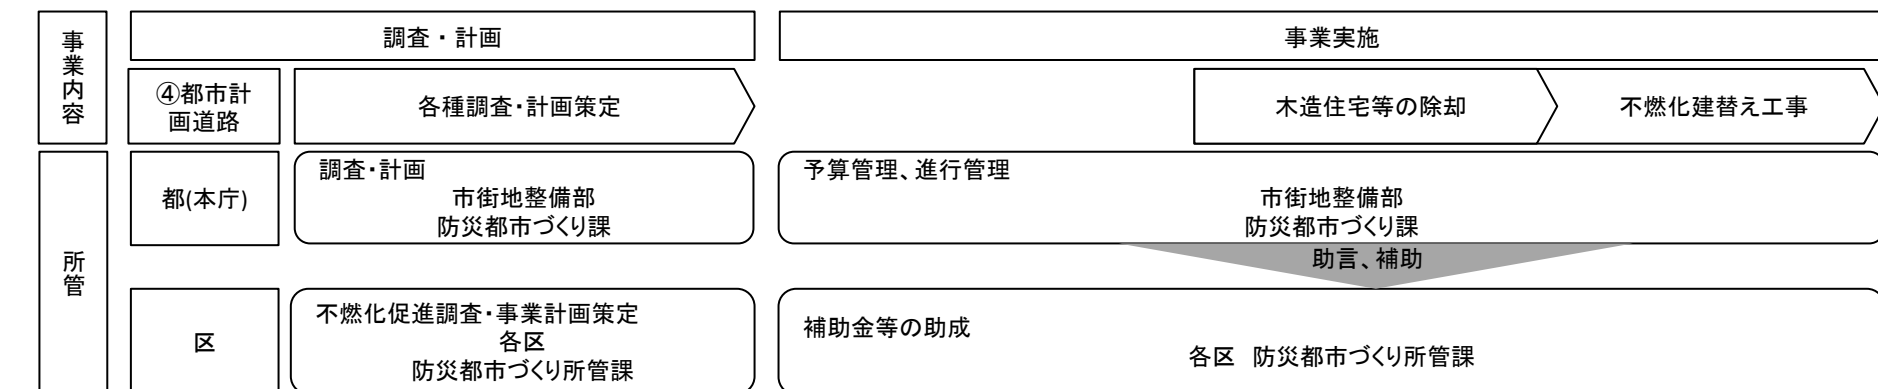 事業内容
調査・計画
事業実施
④都市計
画道路
各種調査・計画策定
木造住宅等の除却
不燃化建替え工事
所管
都(本庁)
調査・計画
市街地整備部
防災都市づくり課
予算管理、進行管理
市街地整備部
防災都市づくり課
助言、補助
区
不燃化促進調査・事業計画策定
各区
防災都市づくり所管課
補助金等の助成
各区　防災都市づくり所管課